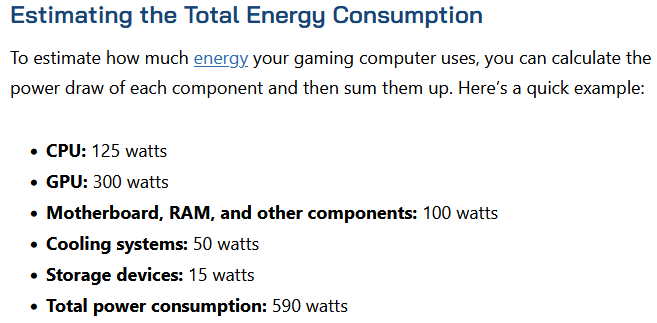 Estimating the Total Energy Consumption
To estimate how much energy your gaming computer uses, you can calculate the
power draw of each component and then sum them up. Here’s a quick example:
• CPU: 125 watts
• GPU: 300 watts
• Motherboard, RAM, and other components: 100 watts
• Cooling systems: 50 watts
• Storage devices: 15 watts
• Total power consumption: 590 watts